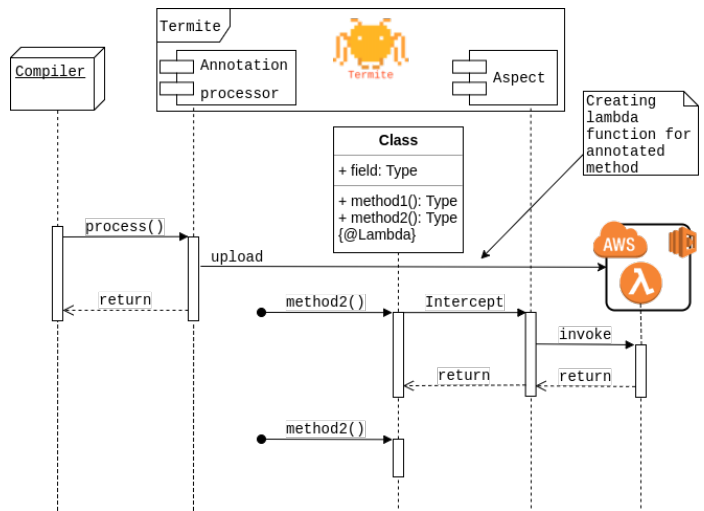 Termite
Termite
Compiler
Annotation
processor
Aspect
Creating
lambda
function for
annotated
method
Class
+ field: Type
+ method1(): Type
+ method2(): Type
{@Lambda}
process()
upload
AWS
return
method2()
Intercept
invoke
return
return
method2()